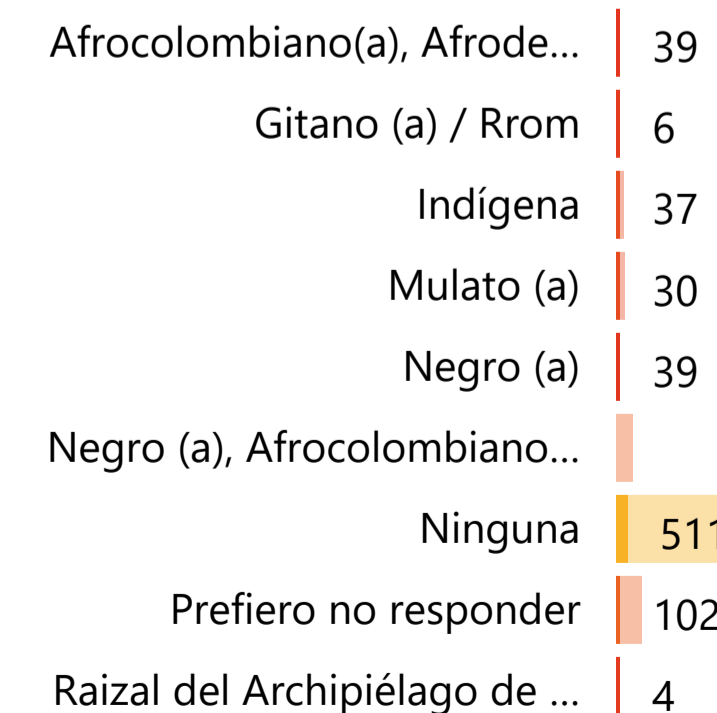 Afrocolombiano(a), Afrode... 39
Gitano (a) / Rrom 6
Indígena 37
Mulato (a) 30
Negro (a) 39
Negro (a), Afrocolombiano...
Ninguna 511
Prefiero no responder 102
Raizal del Archipiélago de ... 4